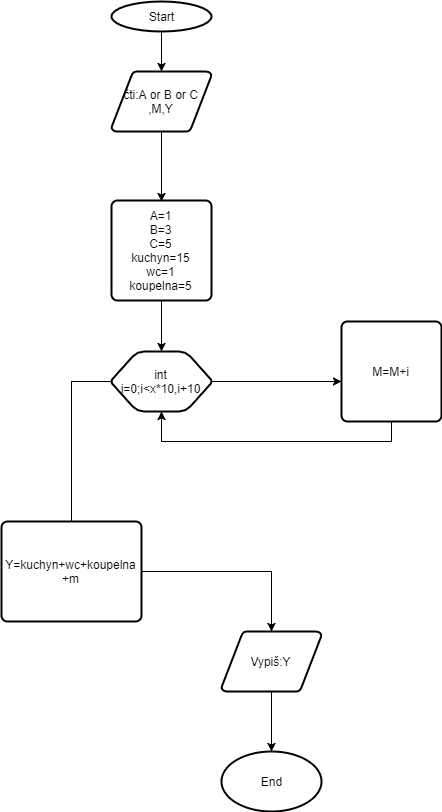 Start
čti:A or B or C
,M,Y
A=1
B=3
C=5
kuchyn=15
wc=1
koupelna=5
int
i=0;i<x*10,i+10
M=M+i
Y=kuchyn+wc+koupelna
+m
Vypiš:Y
End